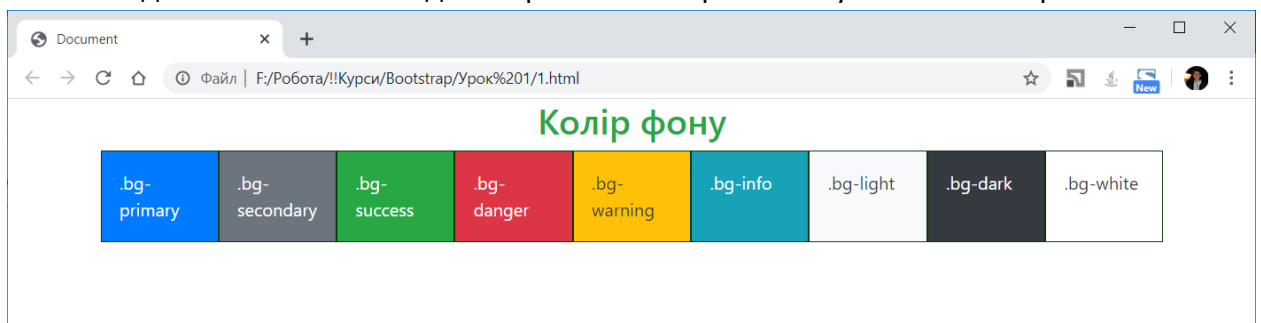 Document
Файл | F:/Робота/!!Курси/Bootstrap/Урок%201/1.html
New
Колір фону
.bg-primary .bg-secondary .bg-success .bg-danger .bg-warning .bg-info .bg-light .bg-dark .bg-white